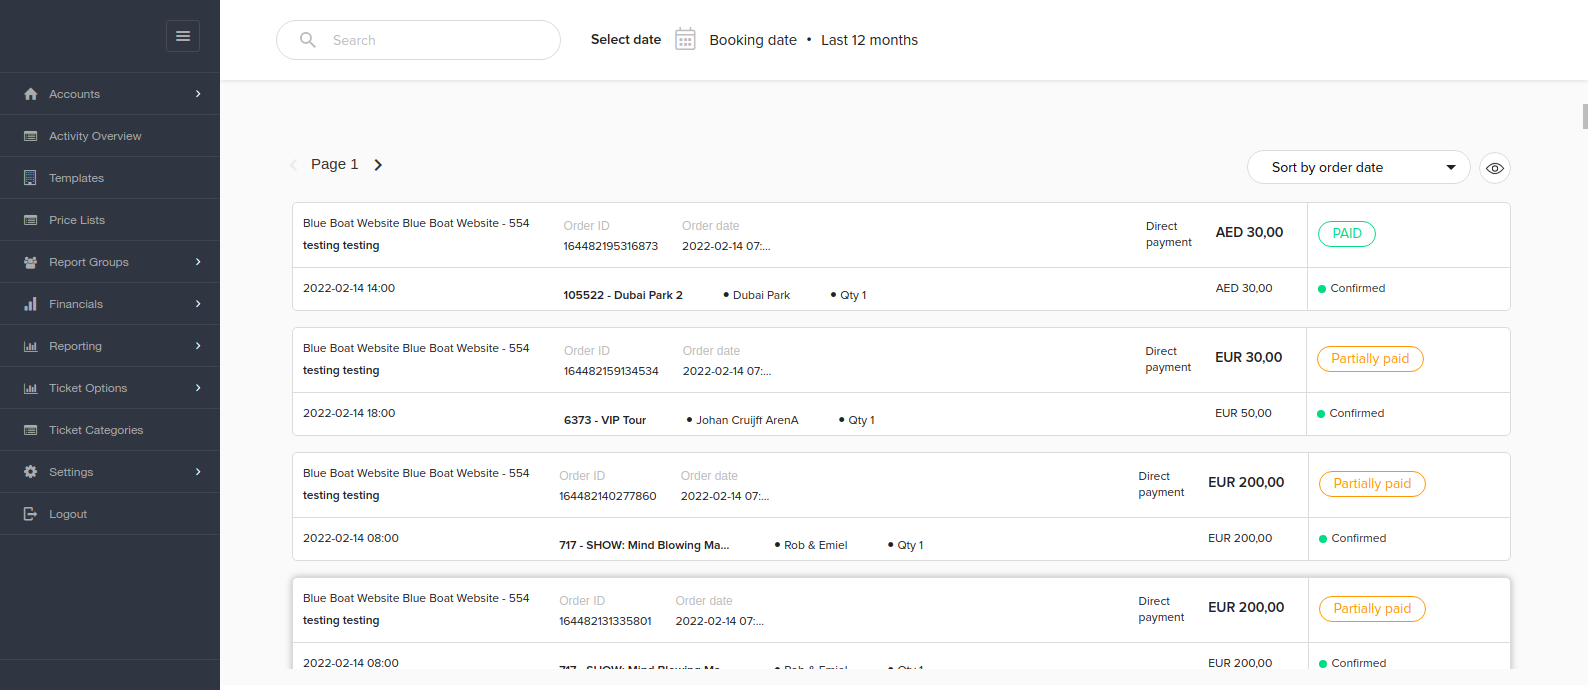 Search
Select date
Booking date • Last 12 months
Accounts
Activity Overview
Templates
Price Lists
Report Groups
Financials
Reporting
Ticket Options
Ticket Categories
Settings
Logout
Page 1
Sort by order date
Blue Boat Website Blue Boat Website - 554
testing testing
Order ID
164482195316873
Order date
2022-02-14 07:...
Direct
payment
AED 30,00
PAID
2022-02-14 14:00
105522 - Dubai Park 2
• Dubai Park
• Qty 1
AED 30,00
Confirmed
Blue Boat Website Blue Boat Website - 554
testing testing
Order ID
164482159134534
Order date
2022-02-14 07:...
Direct
payment
EUR 30,00
Partially paid
2022-02-14 18:00
6373 - VIP Tour
• Johan Cruijff ArenA
• Qty 1
EUR 50,00
Confirmed
Blue Boat Website Blue Boat Website - 554
testing testing
Order ID
164482140277860
Order date
2022-02-14 07:...
Direct
payment
EUR 200,00
Partially paid
2022-02-14 08:00
717 - SHOW: Mind Blowing Ma...
• Rob & Emiel
• Qty 1
EUR 200,00
Confirmed
Blue Boat Website Blue Boat Website - 554
testing testing
Order ID
164482131335801
Order date
2022-02-14 07:...
Direct
payment
EUR 200,00
Partially paid
2022-02-14 08:00
717 - SHOW: Mind Blowing Ma...
• Rob & Emiel
• Qty 1
EUR 200,00
Confirmed